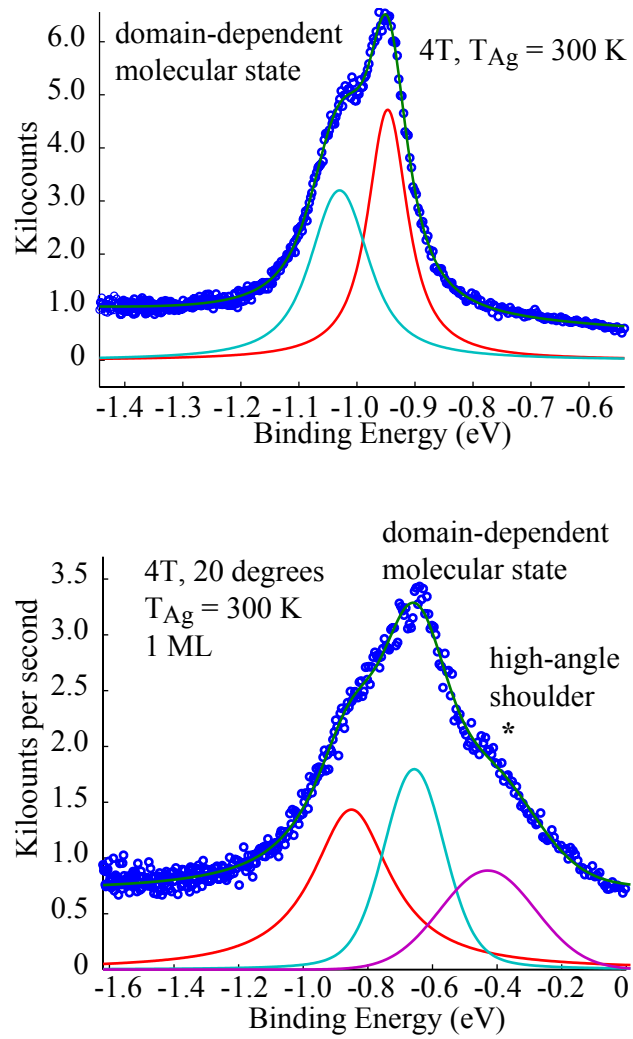 6.0
5.0
4.0
3.0
2.0
1.0
0
Kilocounts
domain-dependent
molecular state
4T, TAg = 300 K
-1.4 -1.3 -1.2 -1.1 -1.0 -0.9 -0.8 -0.7 -0.6
Binding Energy (eV)
domain-dependent
molecular state
3.5
3.0
2.5
2.0
1.5
1.0
0.5
0
Kiloounts per second
4T, 20 degrees
TAg = 300 K
1 ML
high-angle
shoulder
*
-1.6 -1.4 -1.2 -1.0 -0.8 -0.6 -0.4 -0.2 0
Binding Energy (eV)